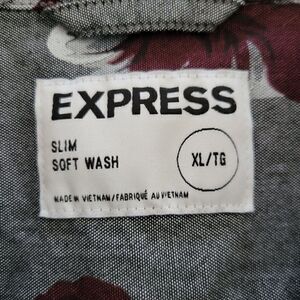 EXPRESS
SLIM
SOFT WASH
XL/TG
MADE IN VIETNAM/FABRIQUÉ AU VIETNAM